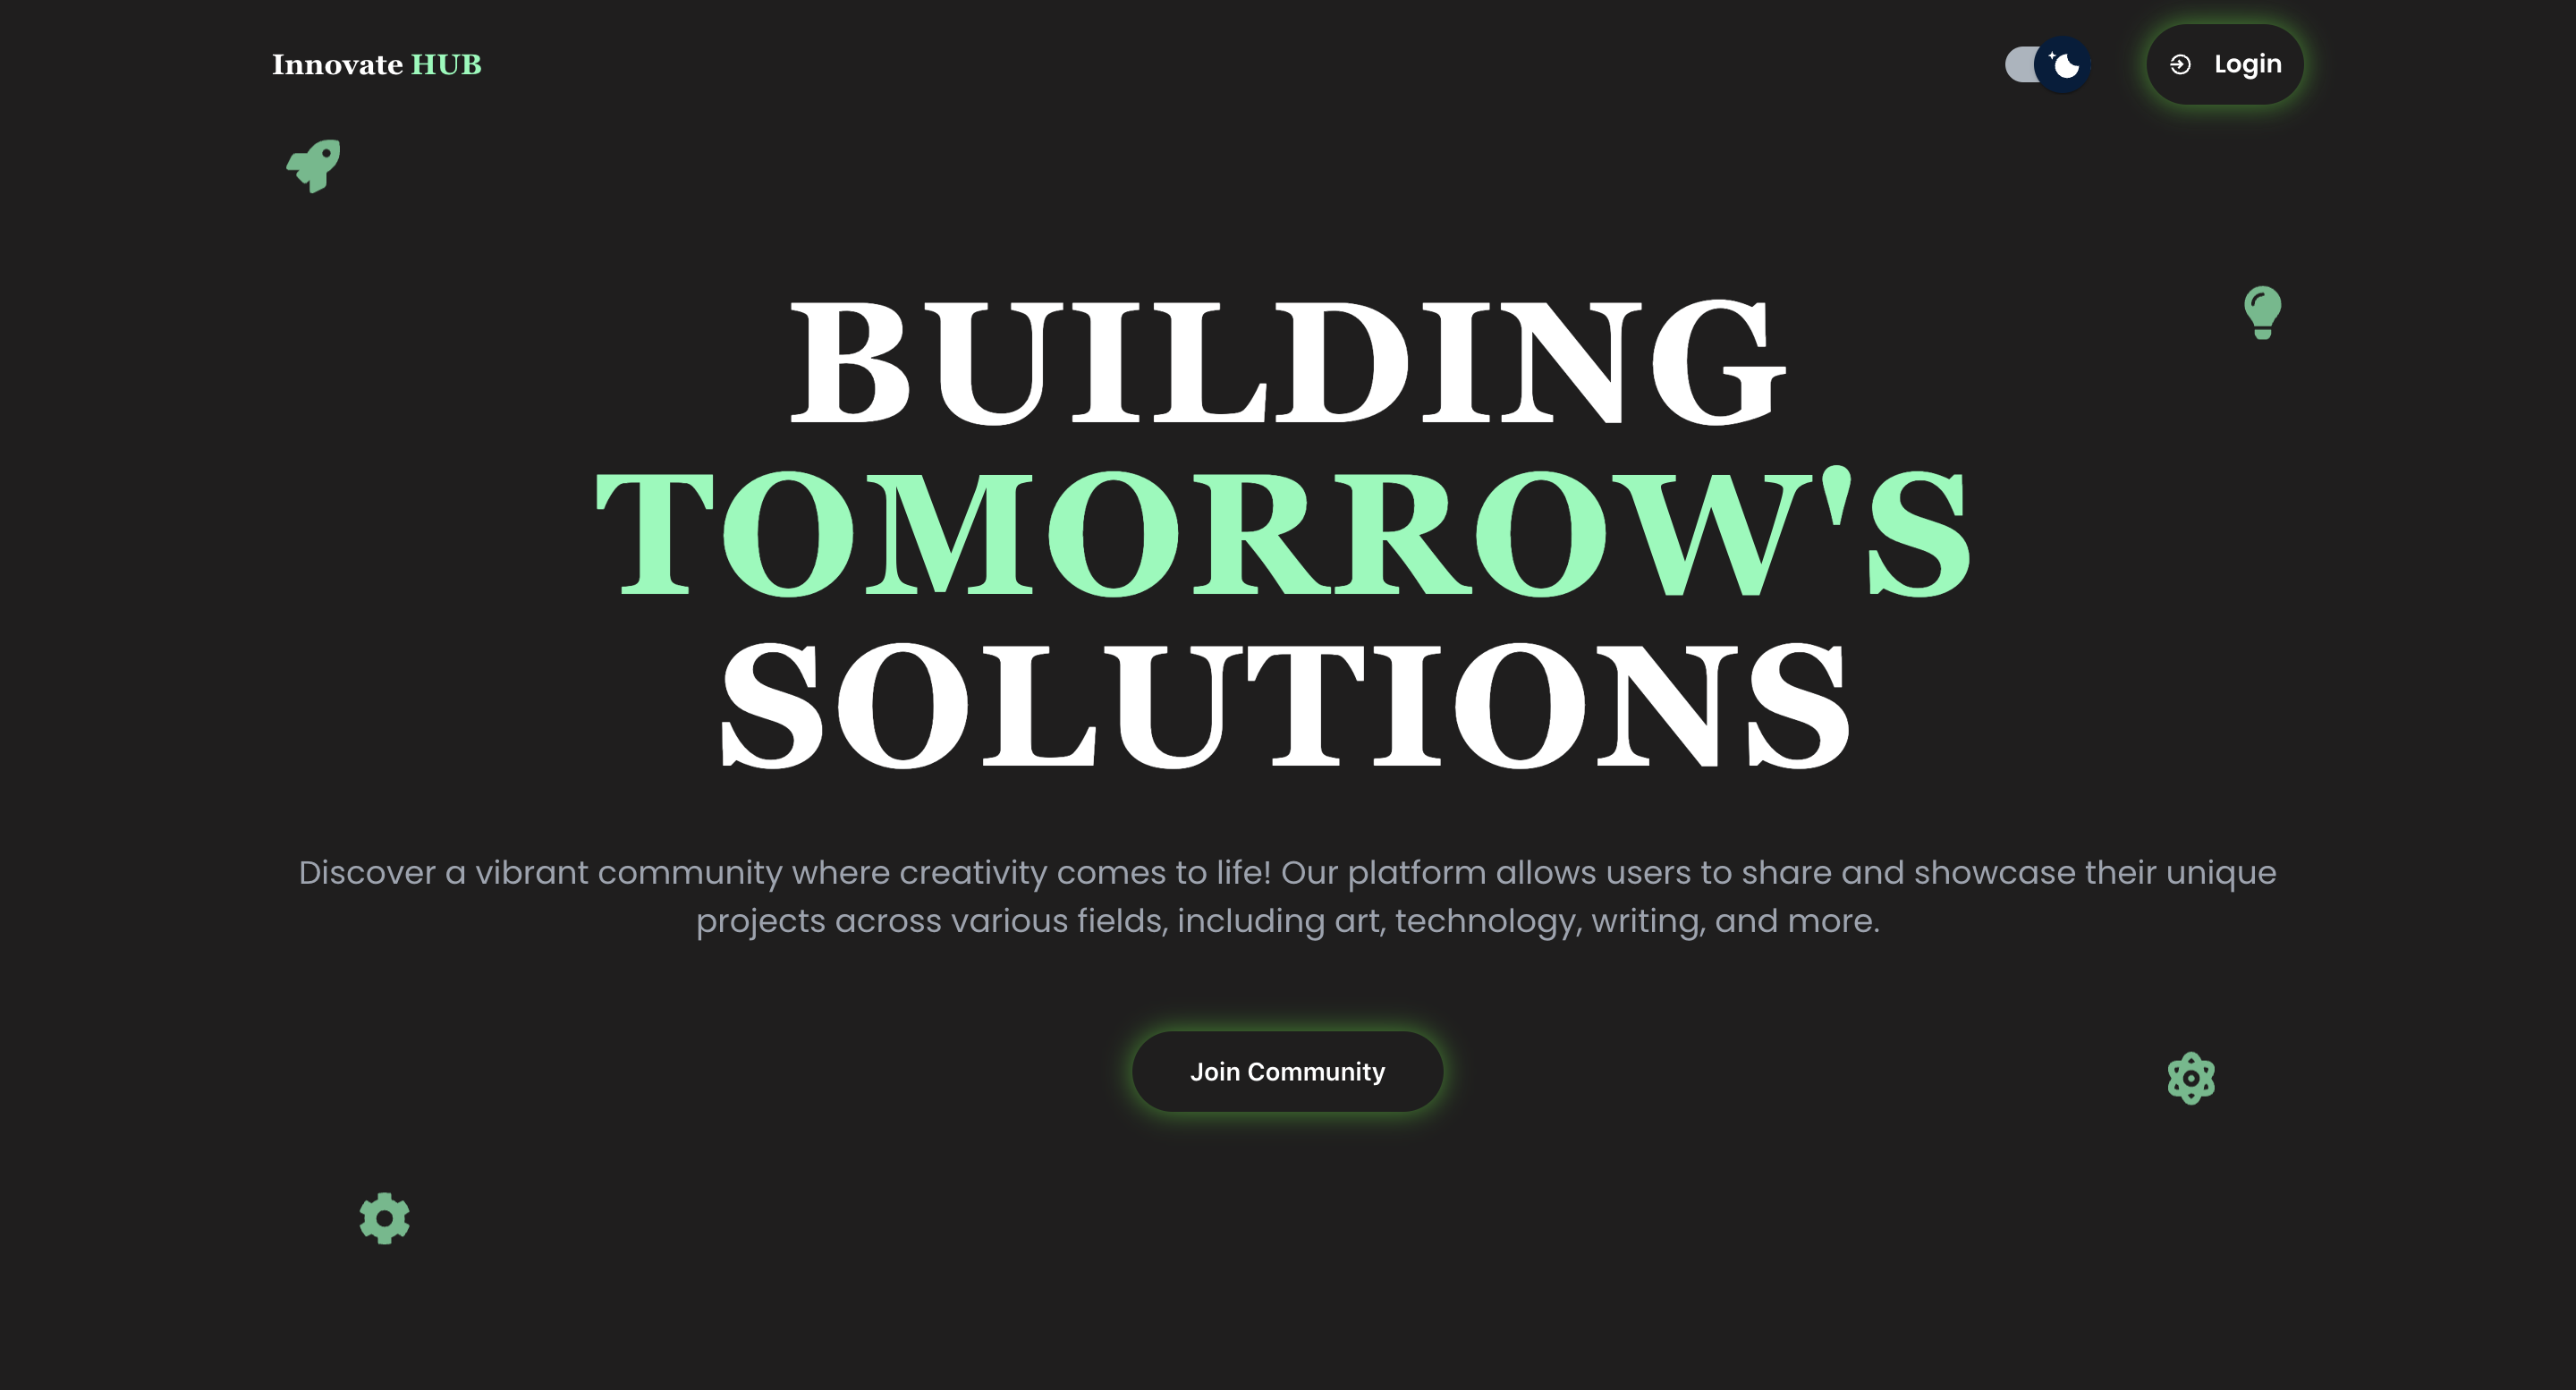 Innovate HUB
Login
BUILDING
TOMORROW'S
SOLUTIONS
Discover a vibrant community where creativity comes to life! Our platform allows users to share and showcase their unique
projects across various fields, including art, technology, writing, and more.
Join Community